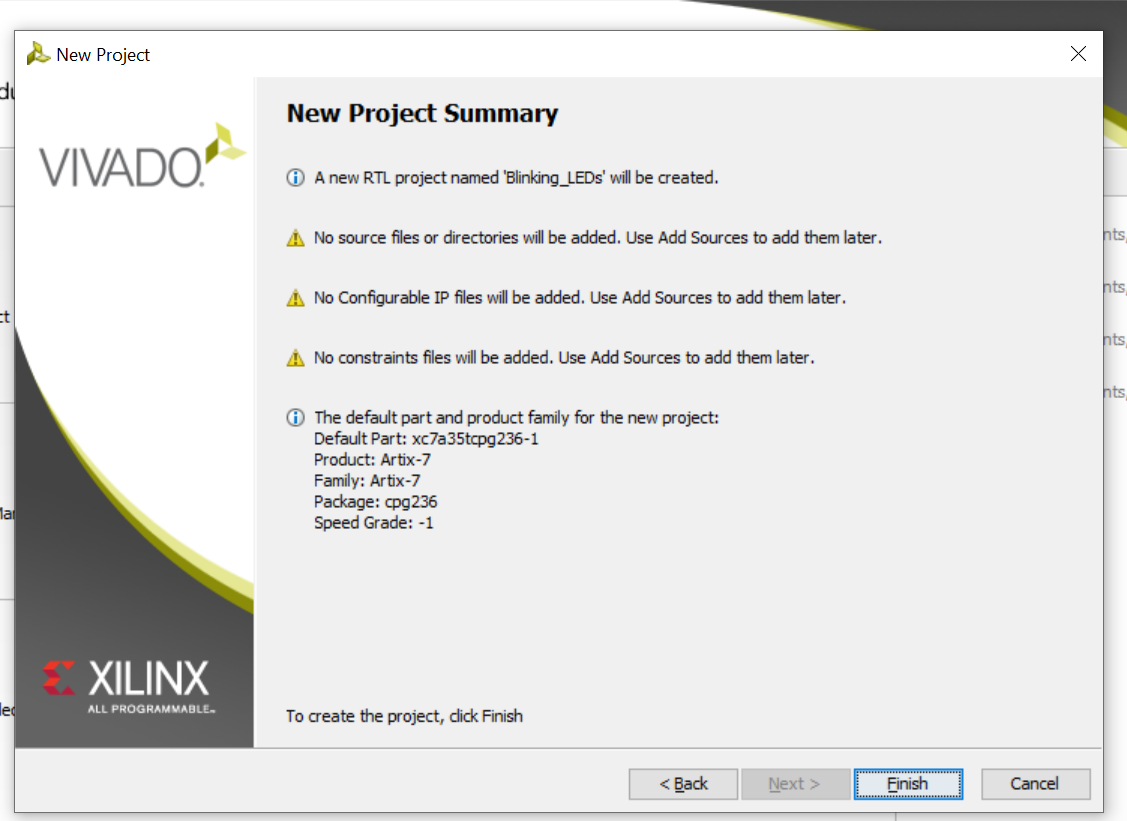 New Project
VIVADO.
New Project Summary
A new RTL project named 'Blinking_LEDs' will be created.
No source files or directories will be added. Use Add Sources to add them later.
No Configurable IP files will be added. Use Add Sources to add them later.
No constraints files will be added. Use Add Sources to add them later.
The default part and product family for the new project:
Default Part: xc7a35tcpg236-1
Product: Artix-7
Family: Artix-7
Package: cpg236
Speed Grade: -1
XILINX
ALL PROGRAMMABLE™
To create the project, click Finish
< Back
Next >
Finish
Cancel